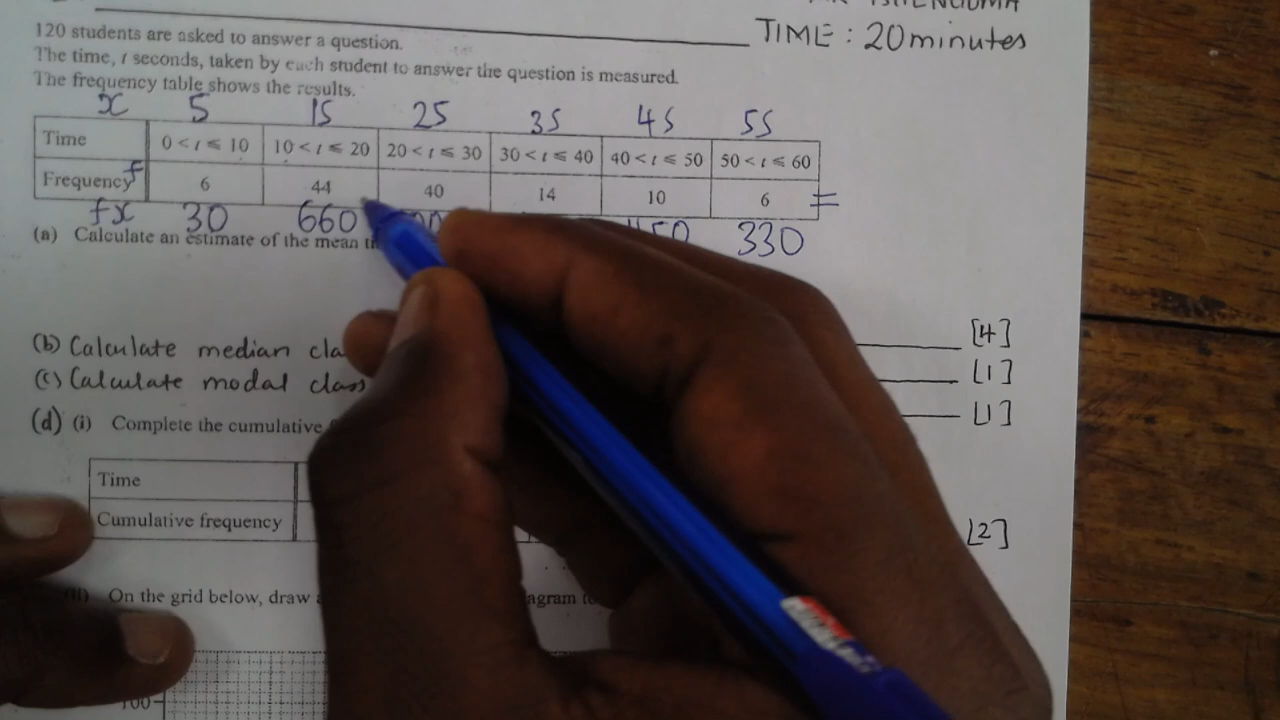 TIME : 20 minutes
120 students are asked to answer a question.
The time, t seconds, taken by each student to answer the question is measured.
The frequency table shows the results.
x 5 15 25 35 45 55
Time 0 < t ≤ 10 10 < t ≤ 20 20 < t ≤ 30 30 < t ≤ 40 40 < t ≤ 50 50 < t ≤ 60
Frequency f 6 44 40 14 10 6 =
fx 30 660 330
(a) Calculate an estimate of the mean
[4]
(b) Calculate median
[1]
(c) Calculate modal class
[1]
(d) (i) Complete the cumulative
Time
Cumulative frequency
[2]
On the grid below, draw
100